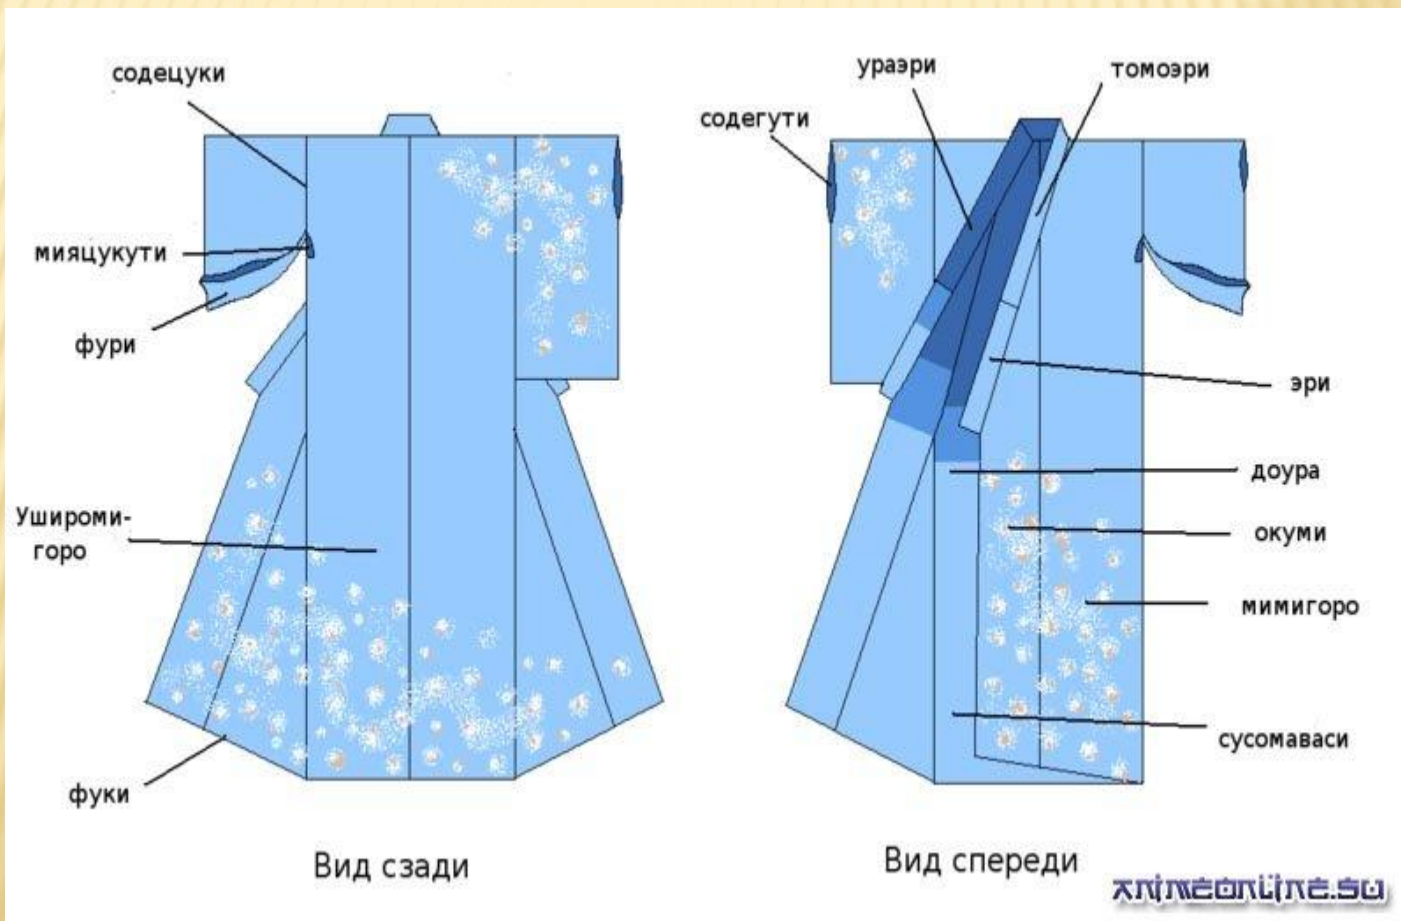 содецуки
мияцукути
фури
Ушироми-
горо
фуки
Вид сзади
ураэри
томоэри
содегути
эри
доура
окуми
мимигоро
сусомаваси
Вид спереди
ANIMEONLINE.SU